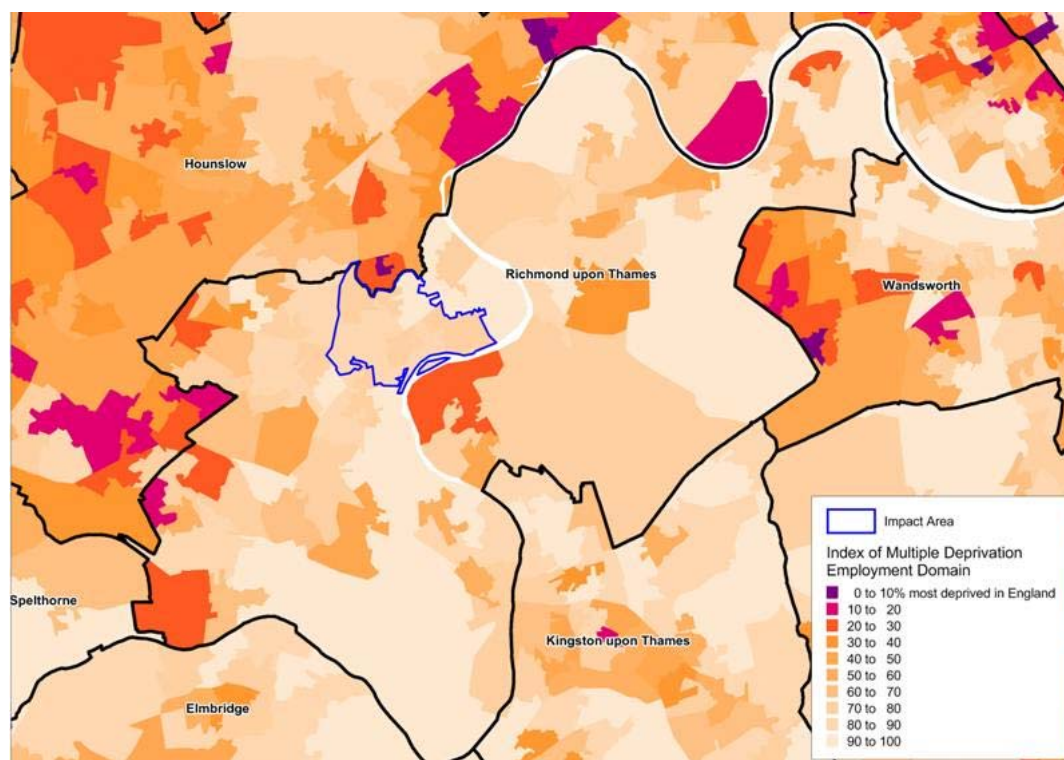 Hounslow
Richmond upon Thames
Wandsworth
Spelthorne
Kingston upon Thames
Elmbridge
Impact Area
Index of Multiple Deprivation
Employment Domain
0 to 10% most deprived in England
10 to 20
20 to 30
30 to 40
40 to 50
50 to 60
60 to 70
70 to 80
80 to 90
90 to 100